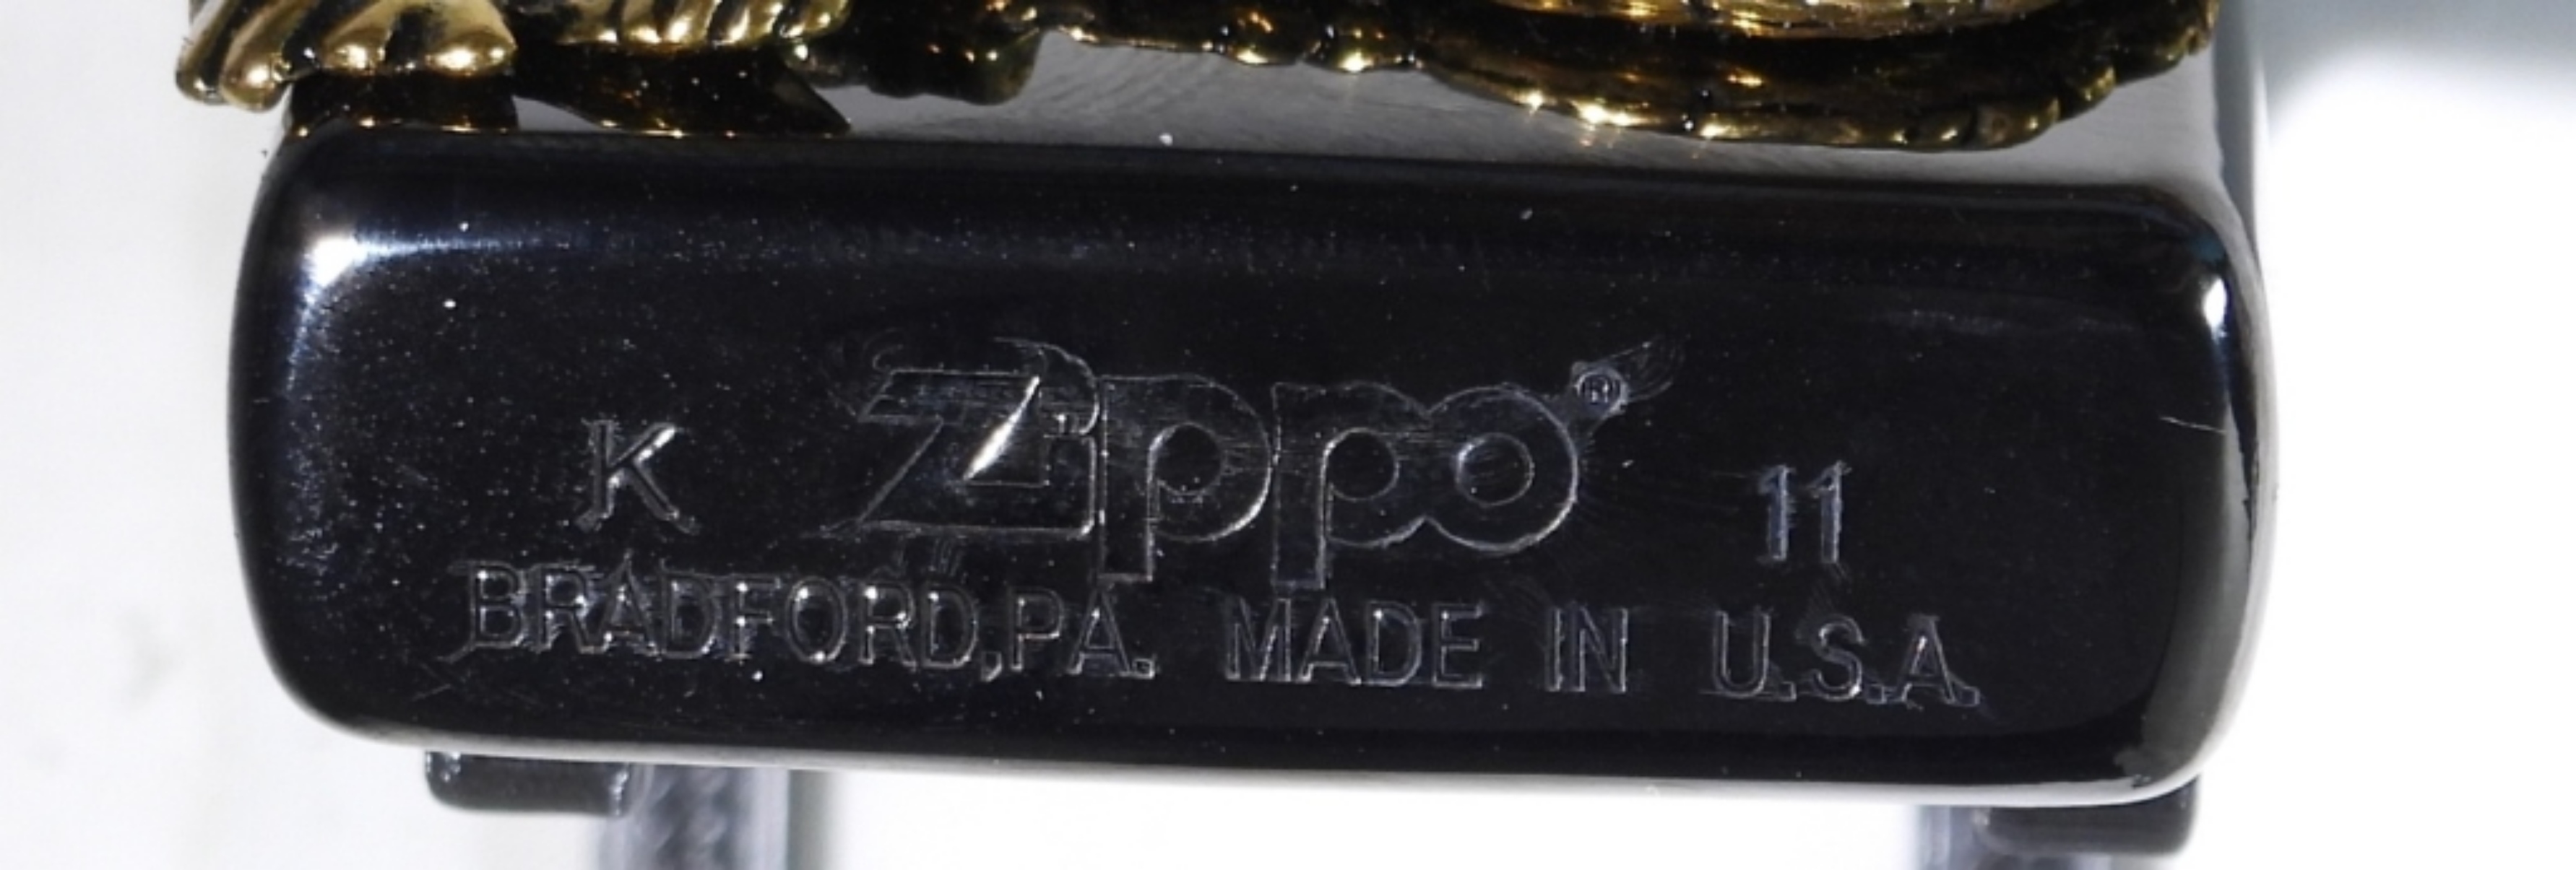 K Zippo® 11
BRADFORD,PA. MADE IN U.S.A.